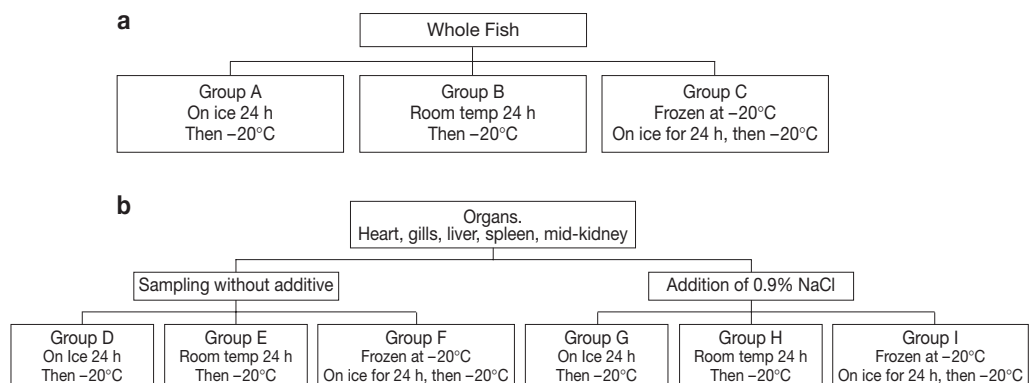 a
Whole Fish
Group A
On ice 24 h
Then –20°C
Group B
Room temp 24 h
Then –20°C
Group C
Frozen at –20°C
On ice for 24 h, then –20°C
b
Organs.
Heart, gills, liver, spleen, mid-kidney
Sampling without additive
Addition of 0.9% NaCl
Group D
On Ice 24 h
Then –20°C
Group E
Room temp 24 h
Then –20°C
Group F
Frozen at –20°C
On ice for 24 h, then –20°C
Group G
On Ice 24 h
Then –20°C
Group H
Room temp 24 h
Then –20°C
Group I
Frozen at –20°C
On ice for 24 h, then –20°C